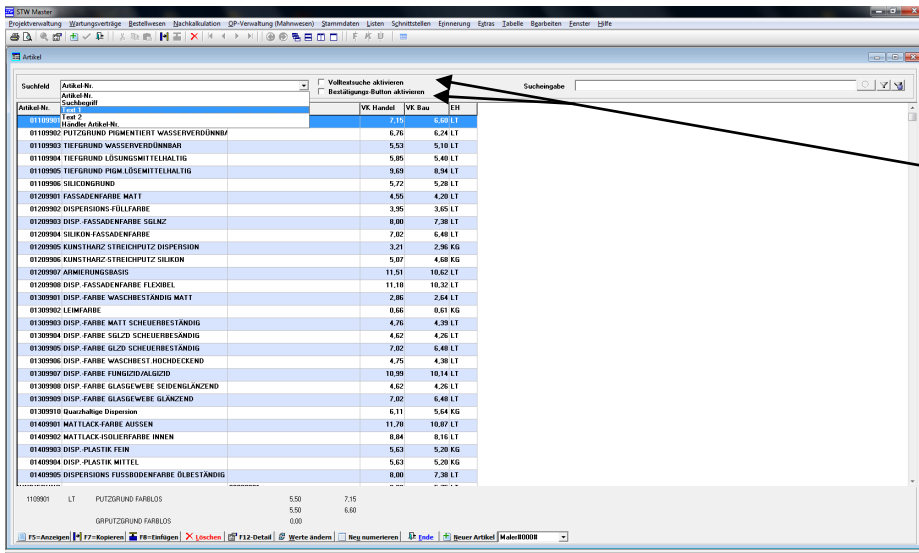 STW Master
Projektverwaltung Wartungsverträge Bestellwesen Nachkalkulation OP-Verwaltung (Mahnwesen) Stammdaten Listen Schnittstellen Erinnerung Extras Tabelle Bearbeiten Fenster Hilfe
Artikel
Suchfeld Artikel-Nr. Volltextsuche aktivieren Sucheingabe
Bestätigungs-Button aktivieren
Artikel-Nr.
Suchbegriff
Text 1
Text 2
Händler Artikel-Nr.
Artikel-Nr. VK Handel VK Bau EH
01109901 7,15 6,60 LT
01109902 PUTZGRUND PIGMENTIERT WASSERVERDÜNNBA 6,76 6,24 LT
01109903 TIEFGRUND WASSERVERDÜNNBAR 5,53 5,10 LT
01109904 TIEFGRUND LÖSUNGSMITTELHALTIG 5,85 5,40 LT
01109905 TIEFGRUND PIGM.LÖSEMITTELHALTIG 9,69 8,94 LT
01109906 SILICONGRUND 5,72 5,28 LT
01209901 FASSADENFARBE MATT 4,55 4,20 LT
01209902 DISPERSIONS-FÜLLFARBE 3,95 3,65 LT
01209903 DISP.-FASSADENFARBE SGLNZ 8,00 7,38 LT
01209904 SILIKON-FASSADENFARBE 7,02 6,48 LT
01209905 KUNSTHARZ STREICHPUTZ DISPERSION 3,21 2,96 KG
01209906 KUNSTHARZ-STREICHPUTZ SILIKON 5,07 4,68 KG
01209907 ARMIERUNGSBASIS 11,51 10,62 LT
01209908 DISP.-FASSADENFARBE FLEXIBEL 11,18 10,32 LT
01309901 DISP.-FARBE WASCHBESTÄNDIG MATT 2,86 2,64 LT
01309902 LEIMFARBE 0,66 0,61 KG
01309903 DISP.-FARBE MATT SCHEUERBESTÄNDIG 4,76 4,39 LT
01309904 DISP.-FARBE SGLZD SCHEUERBESÄNDIG 4,62 4,26 LT
01309905 DISP.-FARBE GLZD SCHEUERBESTÄNDIG 7,02 6,48 LT
01309906 DISP.-FARBE WASCHBEST.HOCHDECKEND 4,75 4,38 LT
01309907 DISP.-FARBE FUNGIZID/ALGIZID 10,99 10,14 LT
01309908 DISP.-FARBE GLASGEWEBE SEIDENGLÄNZEND 4,62 4,26 LT
01309909 DISP.-FARBE GLASGEWEBE GLÄNZEND 7,02 6,48 LT
01309910 Quarzhaltige Dispersion 6,11 5,64 KG
01409901 MATTLACK-FARBE AUSSEN 11,78 10,87 LT
01409902 MATTLACK-ISOLIERFARBE INNEN 8,84 8,16 LT
01409903 DISP.-PLASTIK FEIN 5,63 5,20 KG
01409904 DISP.-PLASTIK MITTEL 5,63 5,20 KG
01409905 DISPERSIONS FUSSBODENFARBE ÖLBESTÄNDIG 8,00 7,38 LT
1109901 LT PUTZGRUND FARBLOS 5,50 7,15
5,50 6,60
GRPUTZGRUND FARBLOS 0,00
F5=Anzeigen F7=Kopieren F8=Einfügen Löschen F12-Detail Werte ändern Neu numerieren Ende Neuer Artikel Maler#000#